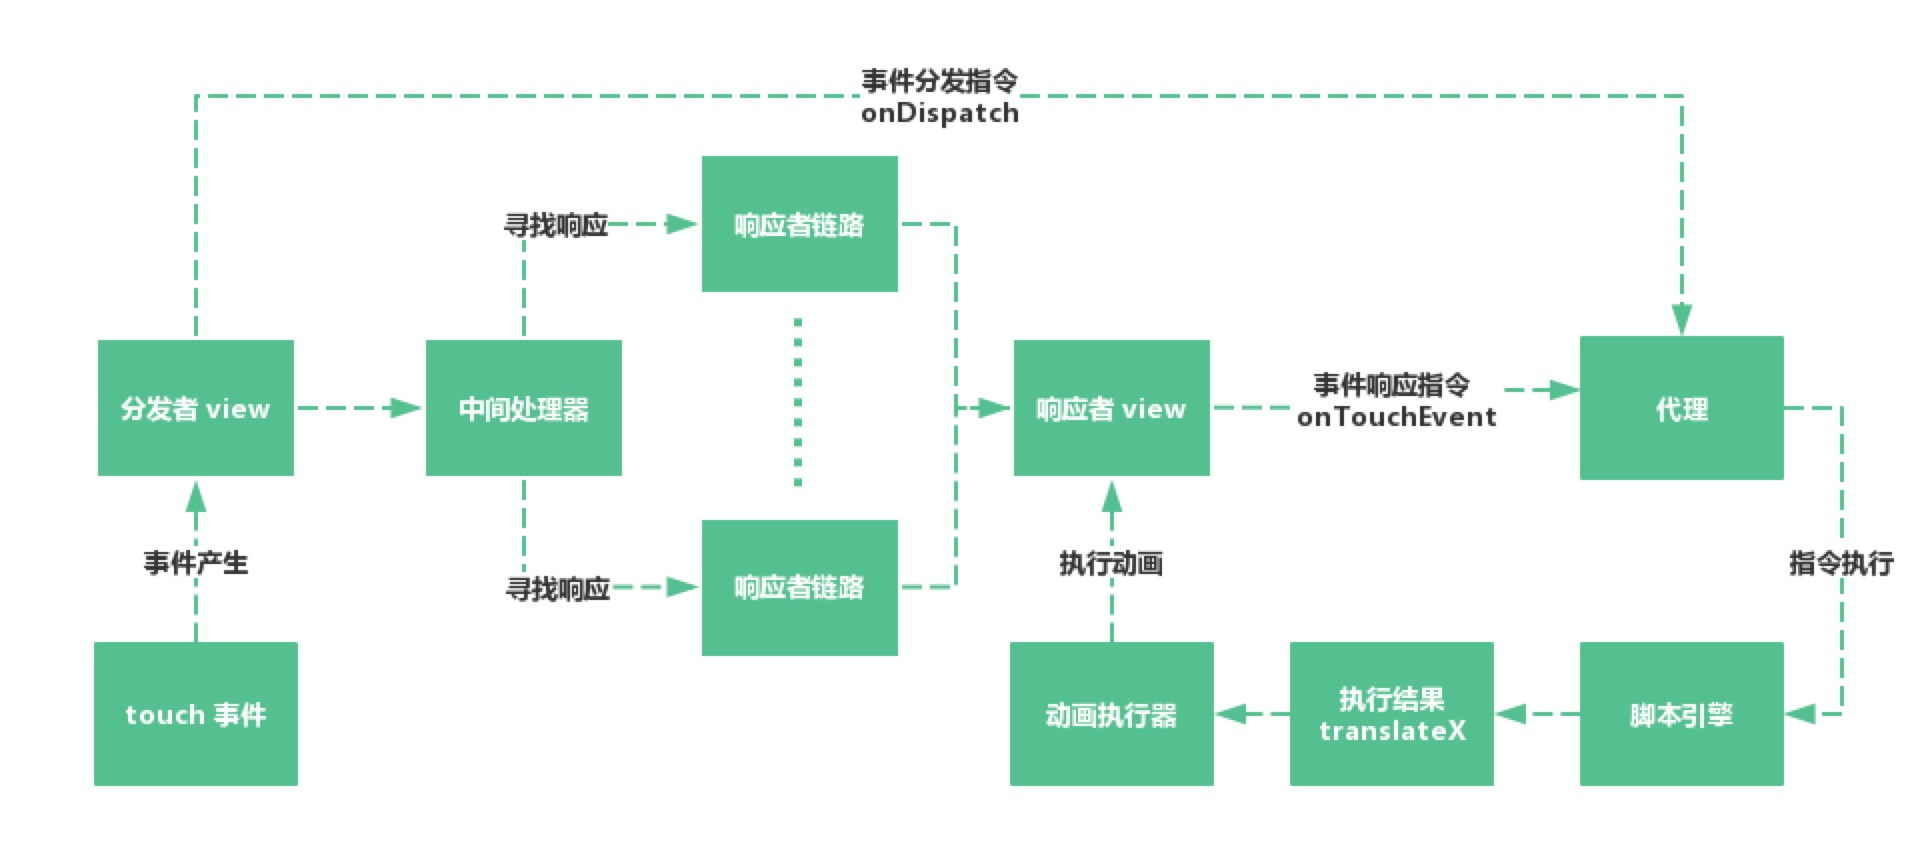 事件分发指令
onDispatch
寻找响应
响应者链路
分发者 view
中间处理器
响应者 view
事件响应指令
onTouchEvent
代理
事件产生
寻找响应
响应者链路
执行动画
指令执行
touch 事件
动画执行器
执行结果
translateX
脚本引擎